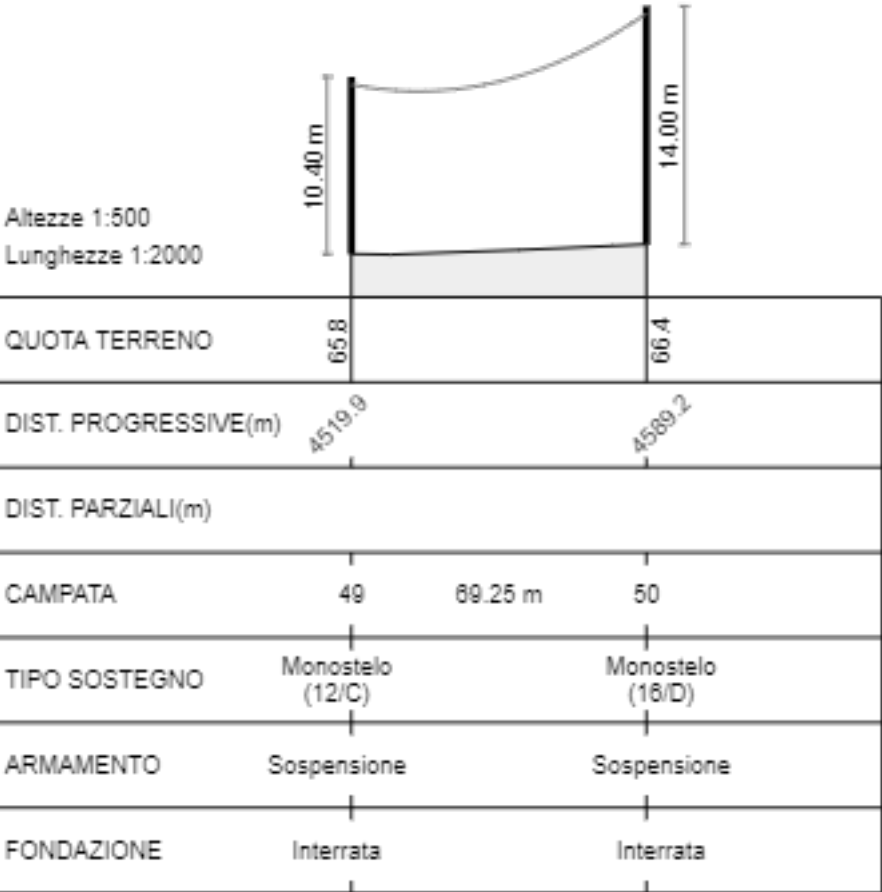 10.40 m
14.00 m
Altezze 1:500
Lunghezze 1:2000
QUOTA TERRENO 65.8 66.4
DIST. PROGRESSIVE(m) 4519.9 4589.2
DIST. PARZIALI(m)
CAMPATA 49 69.25 m 50
TIPO SOSTEGNO Monostelo (12/C) Monostelo (16/D)
ARMAMENTO Sospensione Sospensione
FONDAZIONE Interrata Interrata